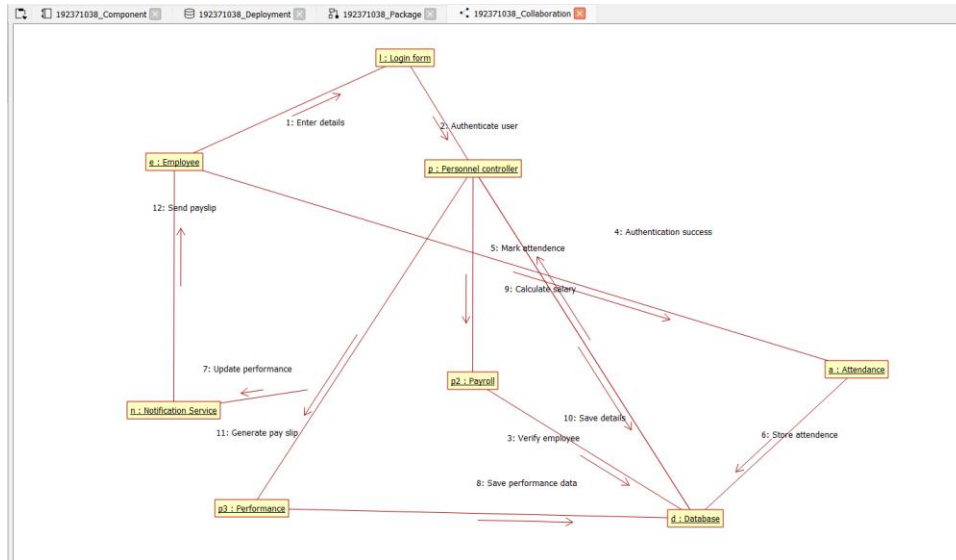 192371038_Component
192371038_Deployment
192371038_Package
192371038_Collaboration
l : Login form
1: Enter details
2: Authenticate user
e : Employee
p : Personnel controller
12: Send payslip
4: Authentication success
5: Mark attendence
9: Calculate salary
7: Update performance
a : Attendance
p2 : Payroll
n : Notification Service
10: Save details
11: Generate pay slip
3: Verify employee
6: Store attendence
8: Save performance data
p3 : Performance
d : Database